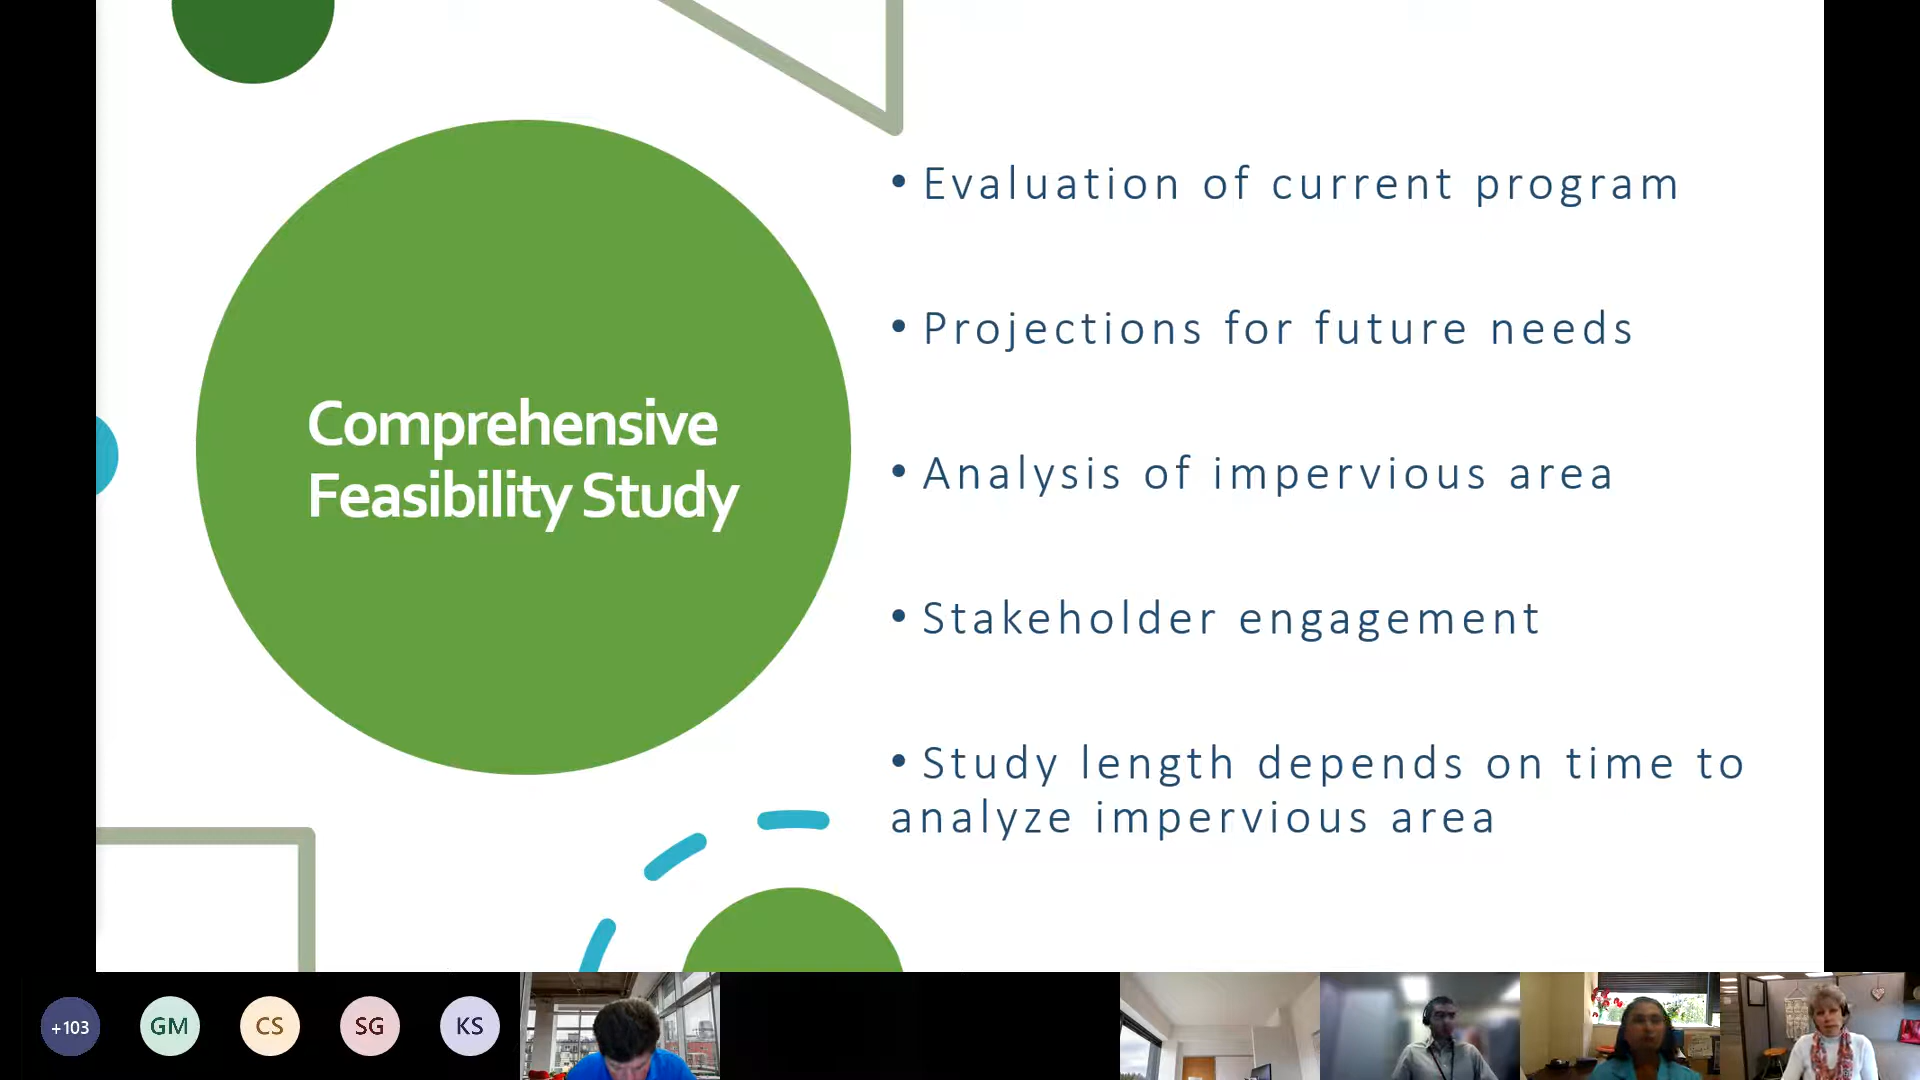 Comprehensive
Feasibility Study
• Evaluation of current program
• Projections for future needs
• Analysis of impervious area
• Stakeholder engagement
• Study length depends on time to
analyze impervious area
+103
GM
CS
SG
KS